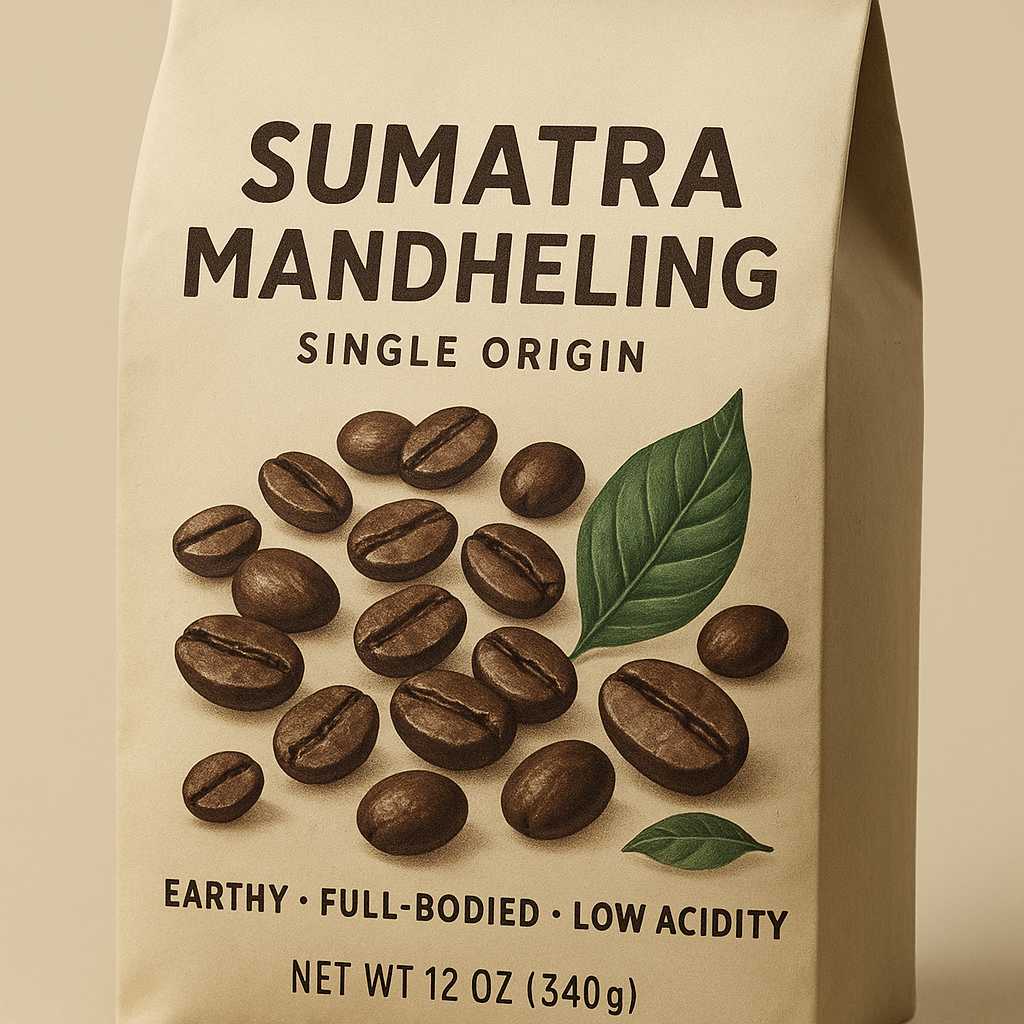 SUMATRA
MANDHELING
SINGLE ORIGIN
EARTHY · FULL-BODIED · LOW ACIDITY
NET WT 12 OZ (340g)